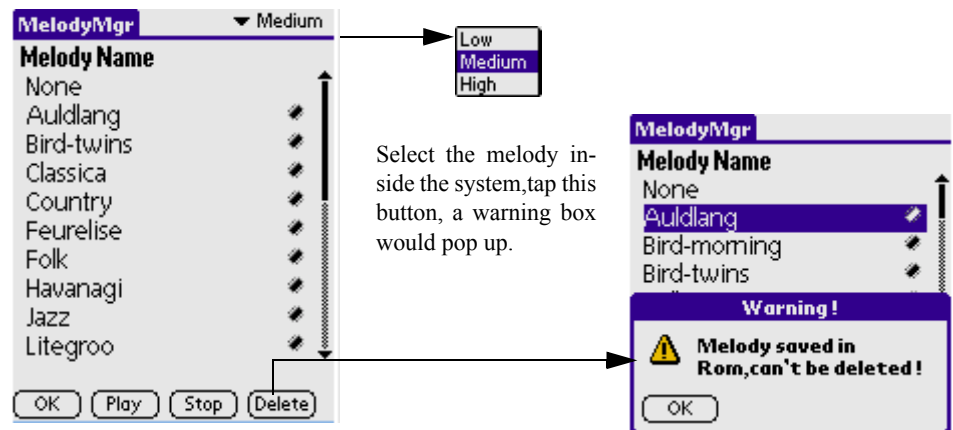 MelodyMgr
Medium
Melody Name
None
Auldlang
Bird-twins
Classica
Country
Feurelise
Folk
Havanagi
Jazz
Litegroo
OK Play Stop Delete
Low
Medium
High
Select the melody in-
side the system,tap this
button, a warning box
would pop up.
MelodyMgr
Melody Name
None
Auldlang
Bird-morning
Bird-twins
Warning!
Melody saved in
Rom,can't be deleted!
OK